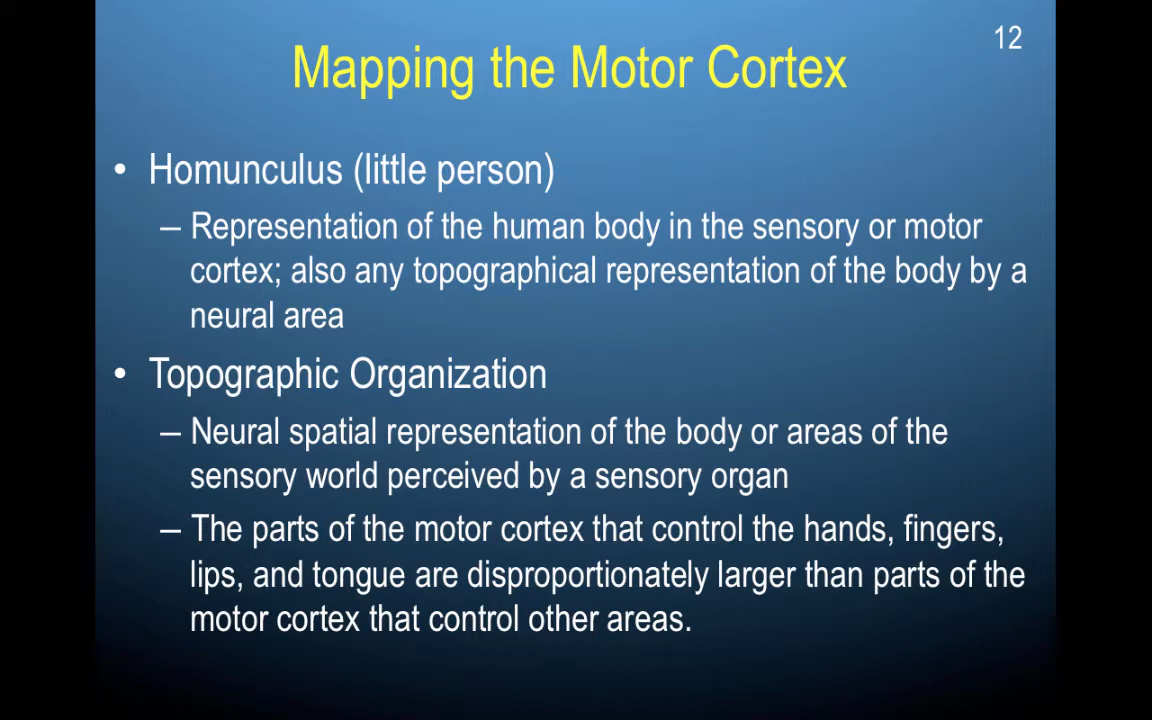 12
Mapping the Motor Cortex
• Homunculus (little person)
– Representation of the human body in the sensory or motor
cortex; also any topographical representation of the body by a
neural area
• Topographic Organization
– Neural spatial representation of the body or areas of the
sensory world perceived by a sensory organ
– The parts of the motor cortex that control the hands, fingers,
lips, and tongue are disproportionately larger than parts of the
motor cortex that control other areas.